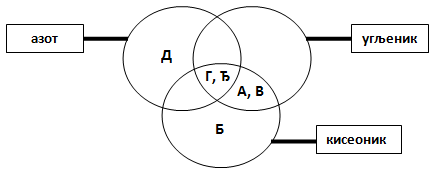 азот
угљеник
Д
Г, Ђ
А, В
Б
кисеоник